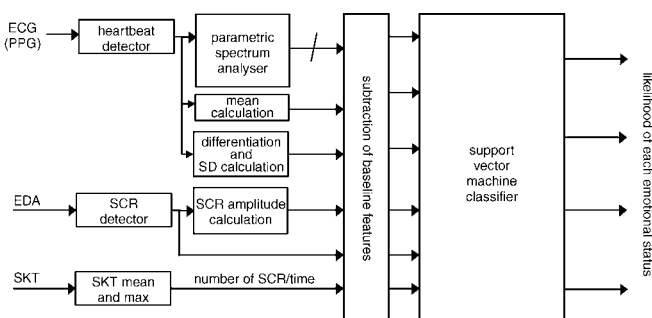 ECG
(PPG)
heartbeat
detector
parametric
spectrum
analyser
mean
calculation
differentiation
and
SD calculation
EDA
SCR
detector
SCR amplitude
calculation
SKT
SKT mean
and max
number of SCR/time
subtraction of baseline features
support
vector
machine
classifier
likelihood of each emotional status